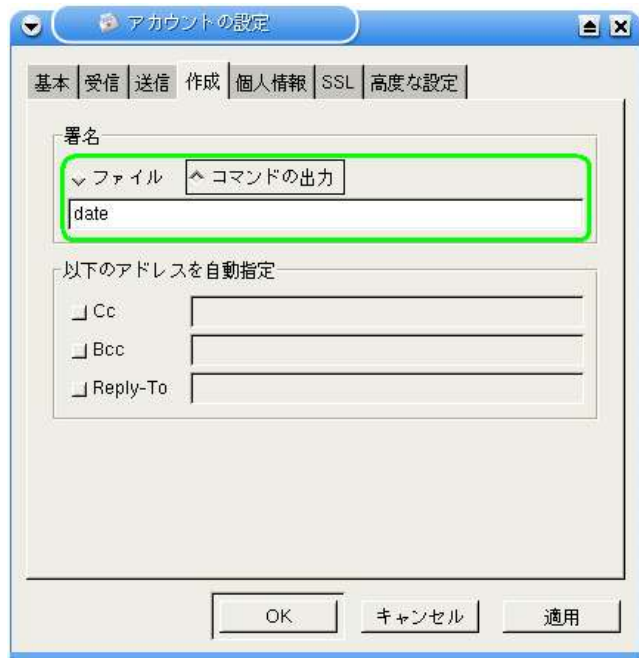 アカウントの設定
基本 受信 送信 作成 個人情報 SSL 高度な設定
署名
ファイル コマンドの出力
date
以下のアドレスを自動指定
Cc
Bcc
Reply-To
OK キャンセル 適用